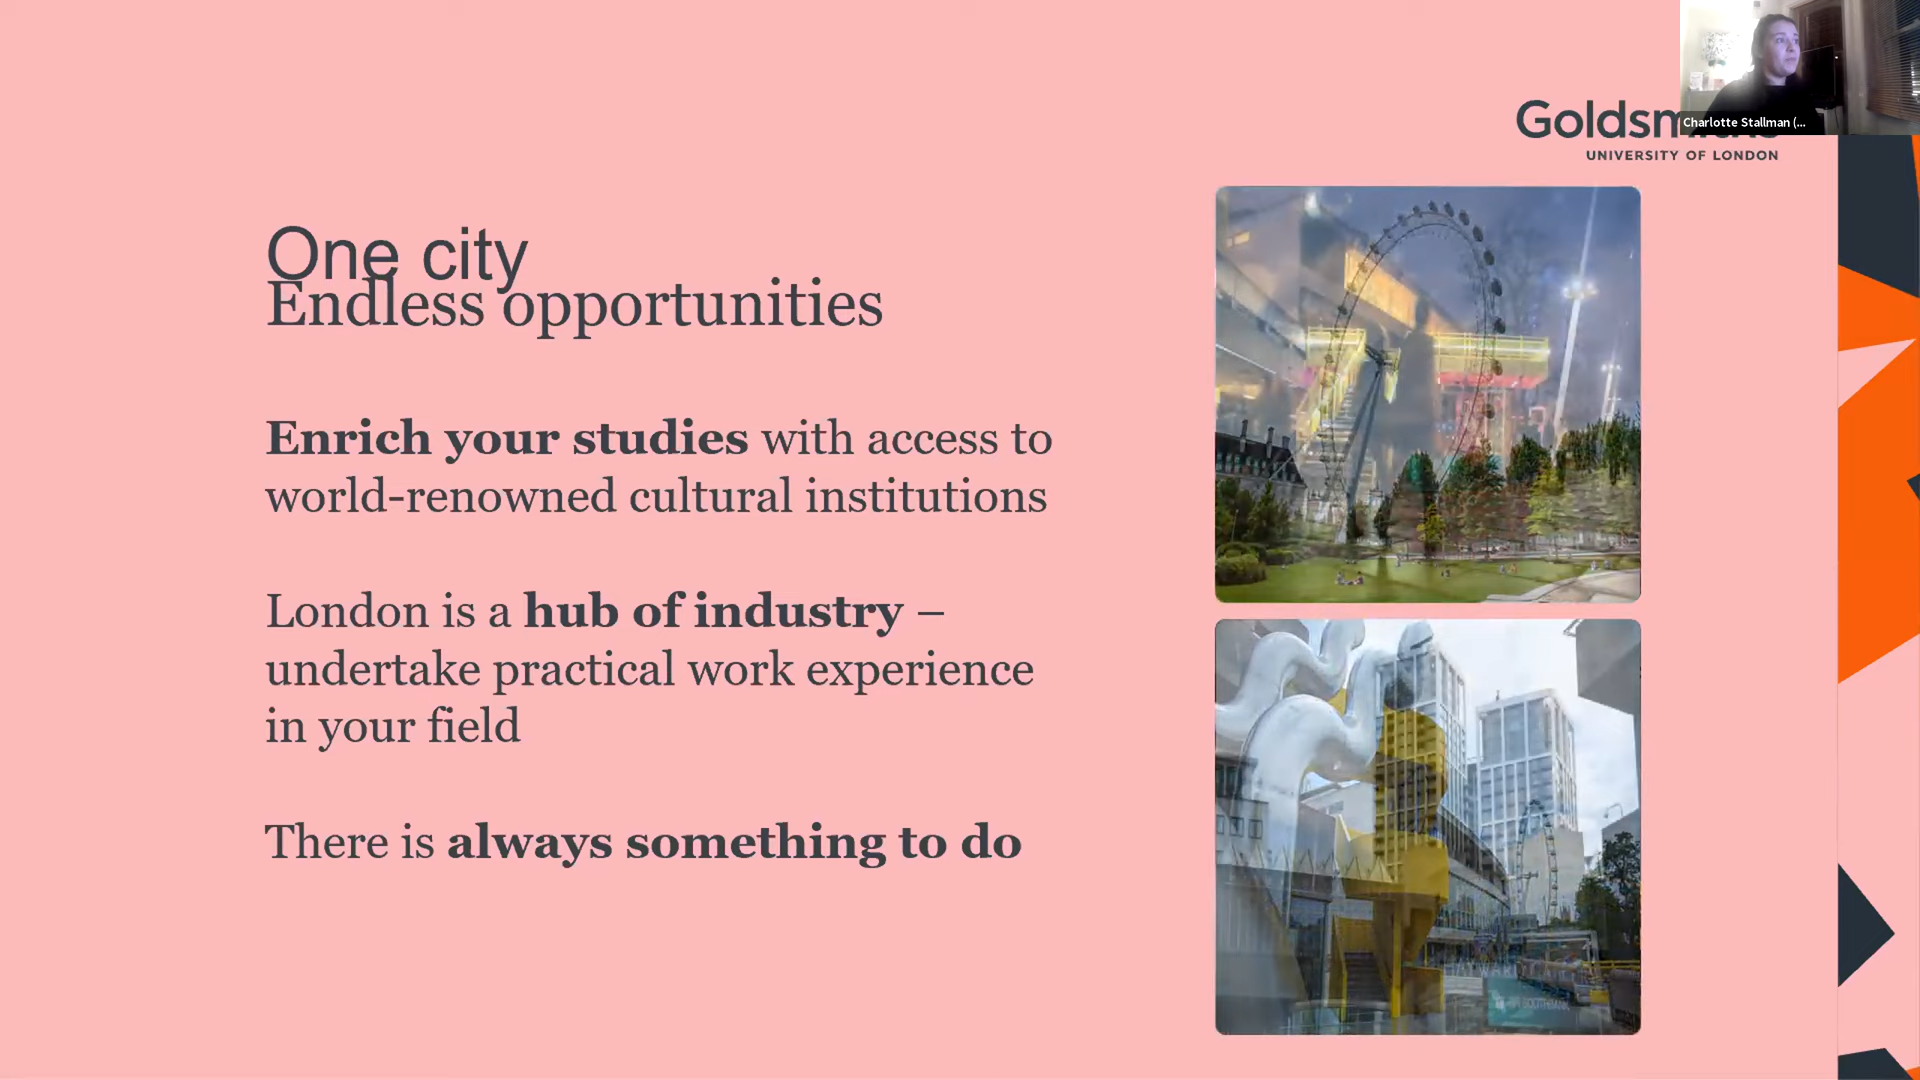 Charlotte Stallman (...
UNIVERSITY OF LONDON
One city
Endless opportunities
Enrich your studies with access to
world-renowned cultural institutions
London is a hub of industry –
undertake practical work experience
in your field
There is always something to do